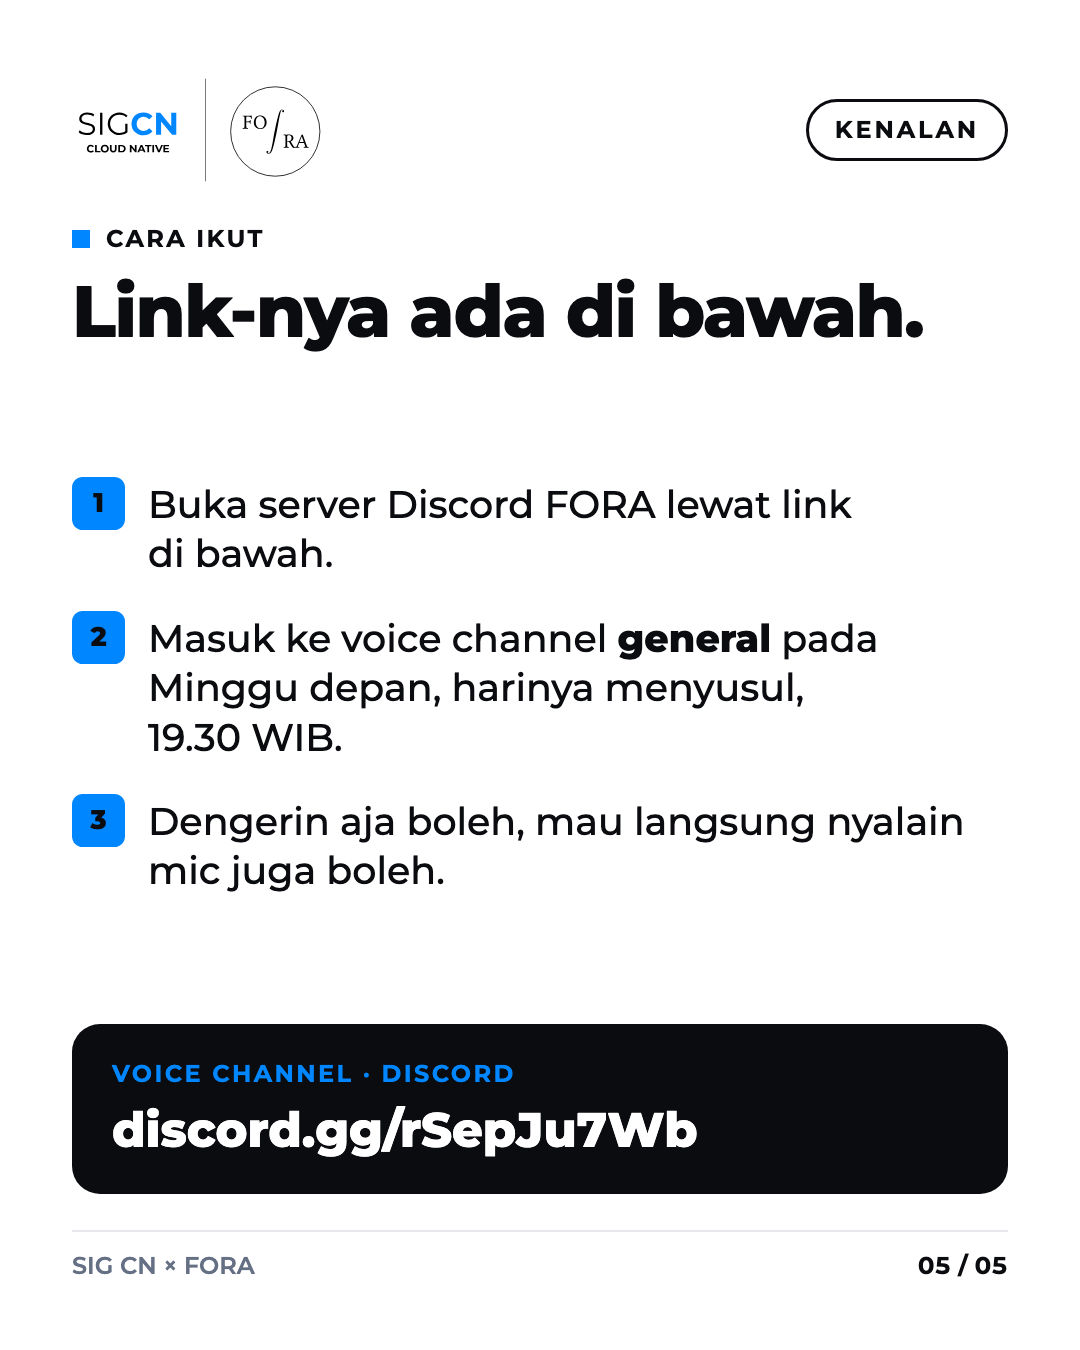 SIGCN
CLOUD NATIVE
FO∫RA
KENALAN
CARA IKUT
Link-nya ada di bawah.
1 Buka server Discord FORA lewat link
di bawah.
2 Masuk ke voice channel general pada
Minggu depan, harinya menyusul,
19.30 WIB.
3 Dengerin aja boleh, mau langsung nyalain
mic juga boleh.
VOICE CHANNEL · DISCORD
discord.gg/rSepJu7Wb
SIG CN × FORA
05 / 05